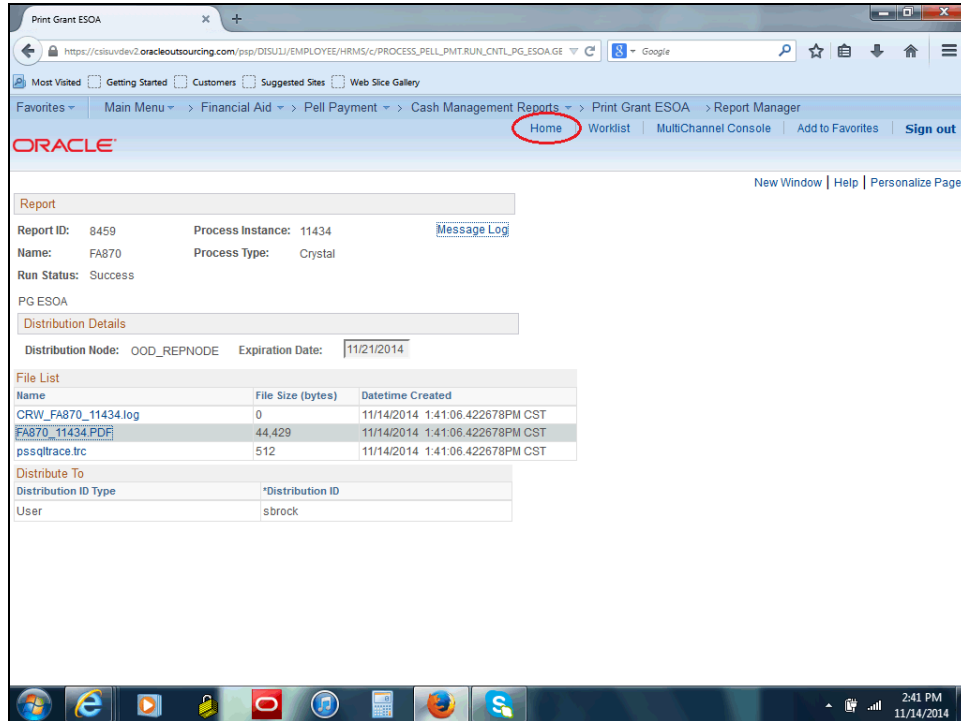 Print Grant ESOA × +
https://csisuvdev2.oracleoutsourcing.com/psp/DISU1J/EMPLOYEE/HRMS/c/PROCESS_PELL_PMT.RUN_CNTL_PG_ESOA.GE Google
Most Visited Getting Started Customers Suggested Sites Web Slice Gallery
Favorites Main Menu > Financial Aid > Pell Payment > Cash Management Reports > Print Grant ESOA > Report Manager
Home Worklist MultiChannel Console Add to Favorites Sign out
ORACLE
New Window | Help | Personalize Page
Report
Report ID: 8459 Process Instance: 11434 Message Log
Name: FA870 Process Type: Crystal
Run Status: Success
PG ESOA
Distribution Details
Distribution Node: OOD_REPNODE Expiration Date: 11/21/2014
File List
Name File Size (bytes) Datetime Created
CRW_FA870_11434.log 0 11/14/2014 1:41:06.422678PM CST
FA870_11434.PDF 44,429 11/14/2014 1:41:06.422678PM CST
pssqltrace.trc 512 11/14/2014 1:41:06.422678PM CST
Distribute To
Distribution ID Type *Distribution ID
User sbrock
2:41 PM
11/14/2014